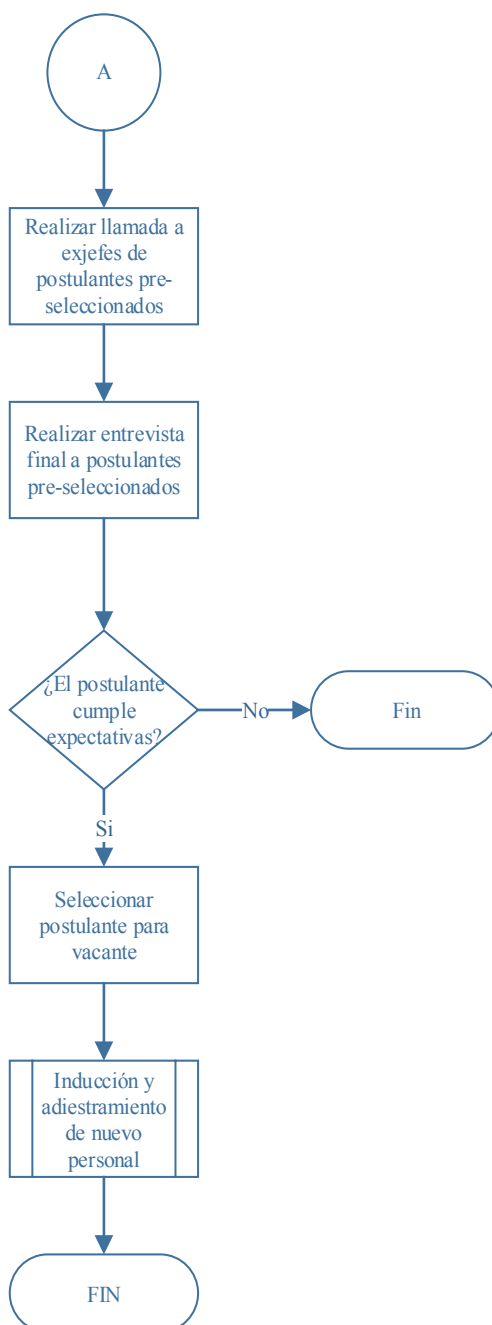 A
Realizar llamada a
exjefes de
postulantes pre-
seleccionados
Realizar entrevista
final a postulantes
pre-seleccionados
¿El postulante
cumple
expectativas?
No
Fin
Si
Seleccionar
postulante para
vacante
Inducción y
adiestramiento
de nuevo
personal
FIN